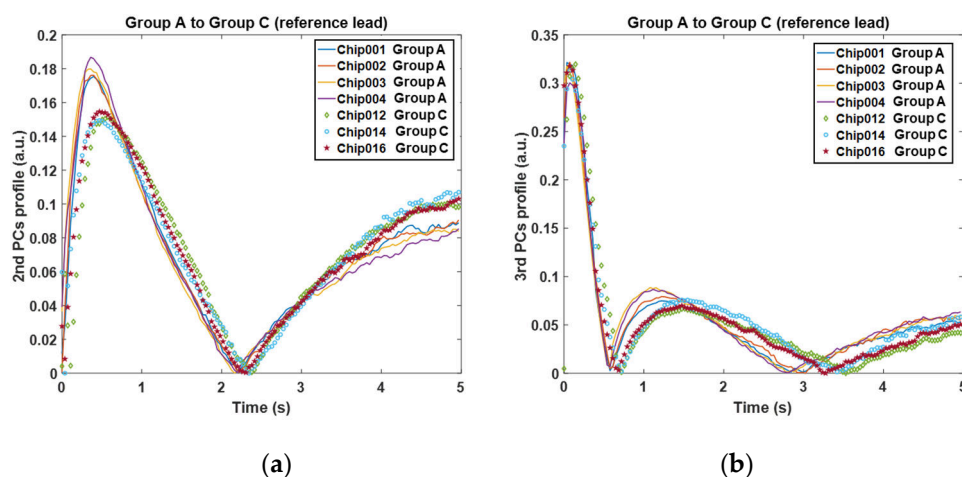 Group A to Group C (reference lead)
0.2
0.18
0.16
0.14
0.12
0.1
0.08
0.06
0.04
0.02
0
2nd PCs profile (a.u.)
Chip001 Group A
Chip002 Group A
Chip003 Group A
Chip004 Group A
Chip012 Group C
Chip014 Group C
Chip016 Group C
0 1 2 3 4 5
Time (s)
(a)
Group A to Group C (reference lead)
0.35
0.3
0.25
0.2
0.15
0.1
0.05
0
3rd PCs profile (a.u.)
Chip001 Group A
Chip002 Group A
Chip003 Group A
Chip004 Group A
Chip012 Group C
Chip014 Group C
Chip016 Group C
0 1 2 3 4 5
Time (s)
(b)